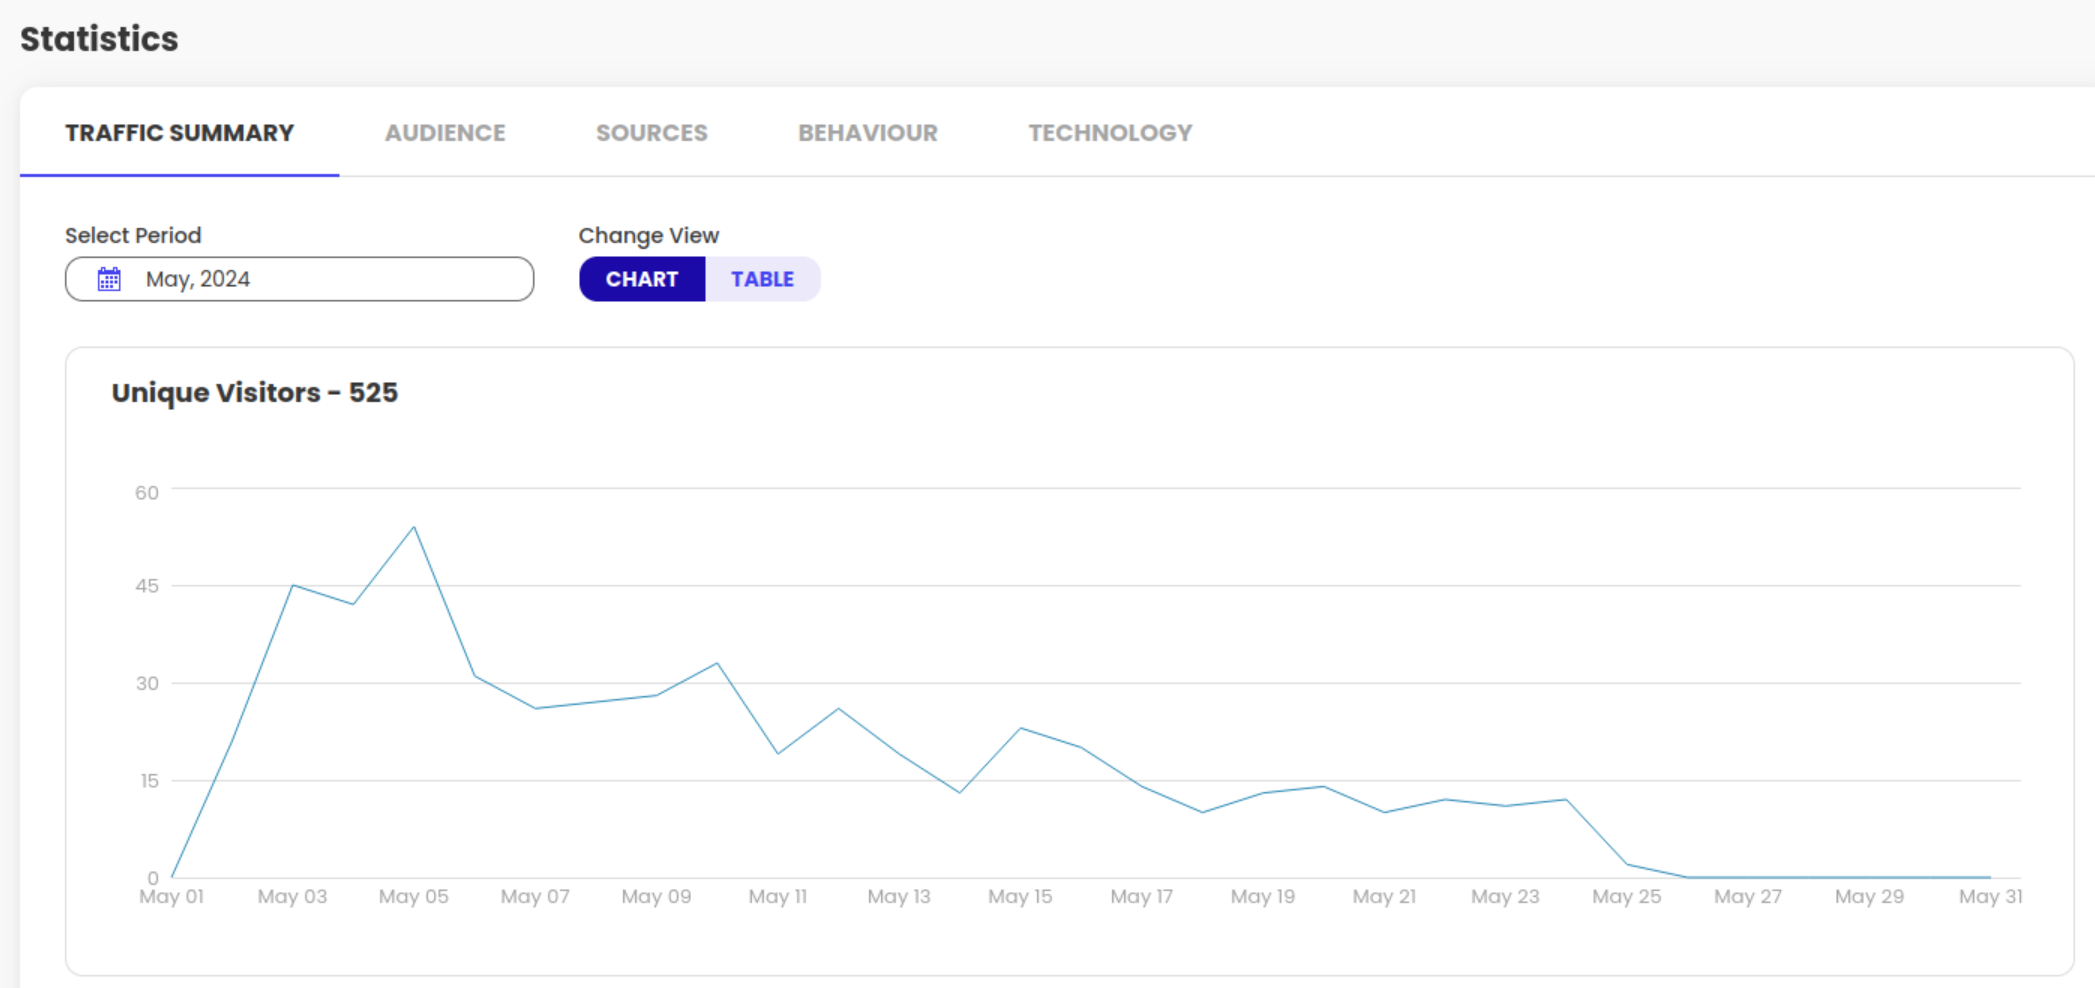 Statistics
TRAFFIC SUMMARY AUDIENCE SOURCES BEHAVIOUR TECHNOLOGY
Select Period Change View
May, 2024 CHART TABLE
Unique Visitors - 525
60
45
30
15
0
May 01 May 03 May 05 May 07 May 09 May 11 May 13 May 15 May 17 May 19 May 21 May 23 May 25 May 27 May 29 May 31